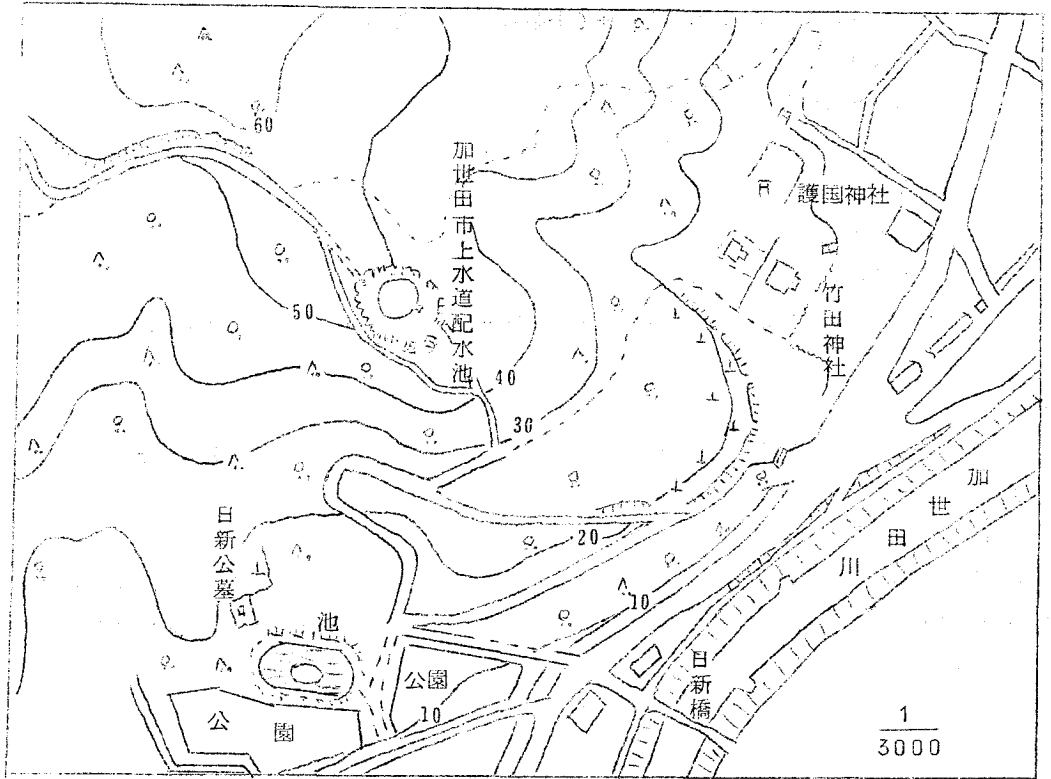 60
加世田市上水道配水池
護国神社
竹田神社
50
40
30
20
10
加世田川
日新公墓
池
公園
10
公園
日新橋
1
3000